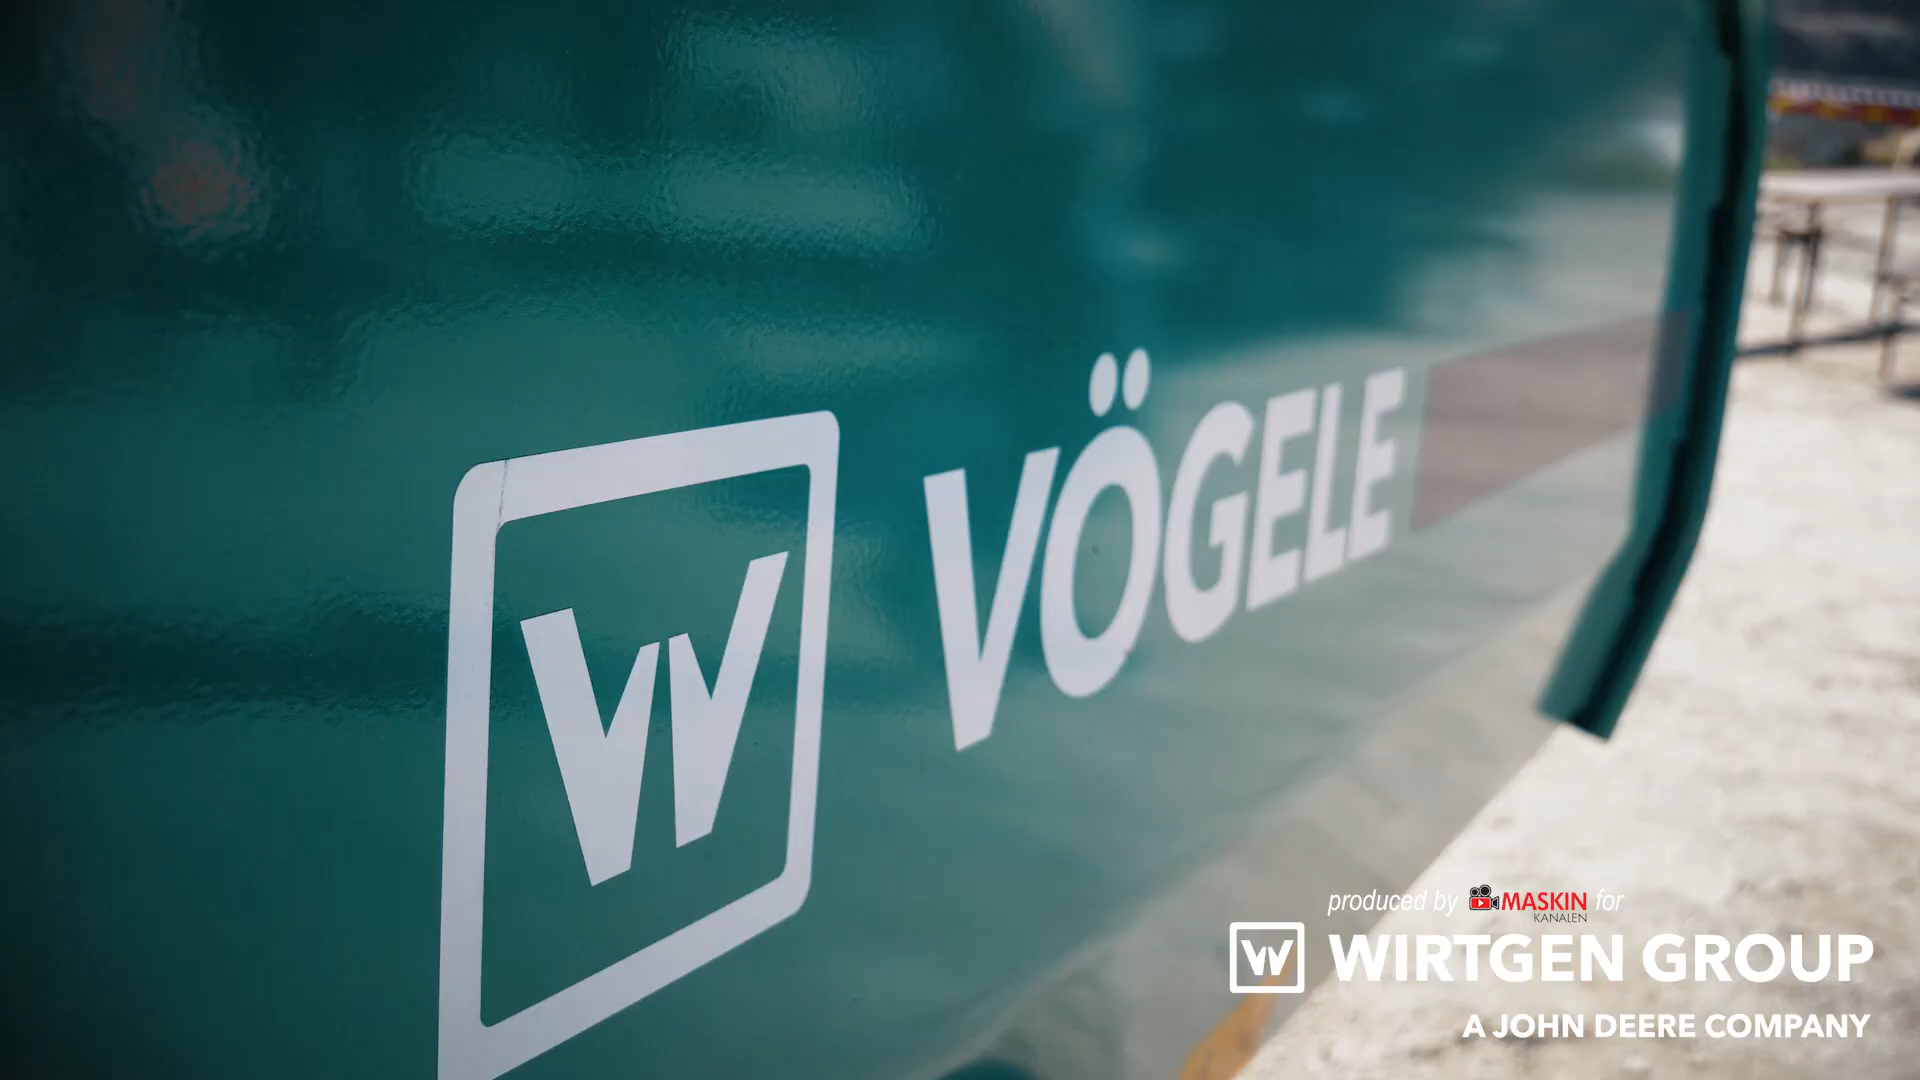 W VÖGELE
produced by MASKIN for
KANALEN
W WIRTGEN GROUP
A JOHN DEERE COMPANY